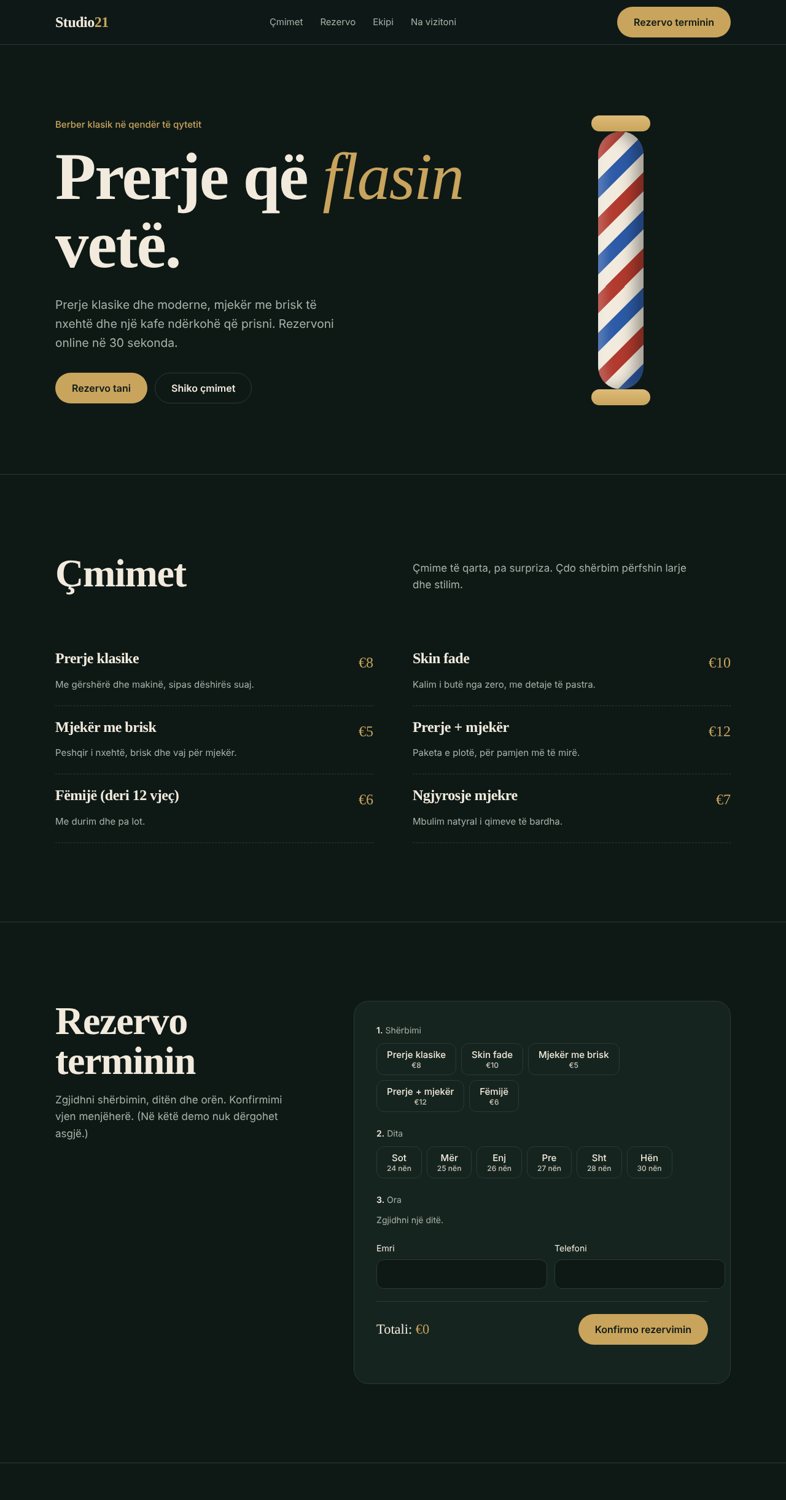 Studio21
Çmimet
Rezervo
Ekipi
Na vizitoni
Rezervo terminin
Berber klasik në qendër të qytetit
Prerje që flasin
vetë.
Prerje klasike dhe moderne, mjekër me brisk të
nxehtë dhe një kafe ndërkohë që prisni. Rezervoni
online në 30 sekonda.
Rezervo tani
Shiko çmimet
Çmimet
Çmime të qarta, pa surpriza. Çdo shërbim përfshin larje
dhe stilim.
Prerje klasike
€8
Me gërshërë dhe makinë, sipas dëshirës suaj.
Skin fade
€10
Kalim i butë nga zero, me detaje të pastra.
Mjekër me brisk
€5
Peshqir i nxehtë, brisk dhe vaj për mjekër.
Prerje + mjekër
€12
Paketa e plotë, për pamjen më të mirë.
Fëmijë (deri 12 vjeç)
€6
Me durim dhe pa lot.
Ngjyrosje mjekre
€7
Mbulim natyral i qimeve të bardha.
Rezervo
terminin
Zgjidhni shërbimin, ditën dhe orën. Konfirmimi
vjen menjëherë. (Në këtë demo nuk dërgohet
asgjë.)
1. Shërbimi
Prerje klasike
€8
Skin fade
€10
Mjekër me brisk
€5
Prerje + mjekër
€12
Fëmijë
€6
2. Dita
Sot
24 nën
Mër
25 nën
Enj
26 nën
Pre
27 nën
Sht
28 nën
Hën
30 nën
3. Ora
Zgjidhni një ditë.
Emri
Telefoni
Totali: €0
Konfirmo rezervimin